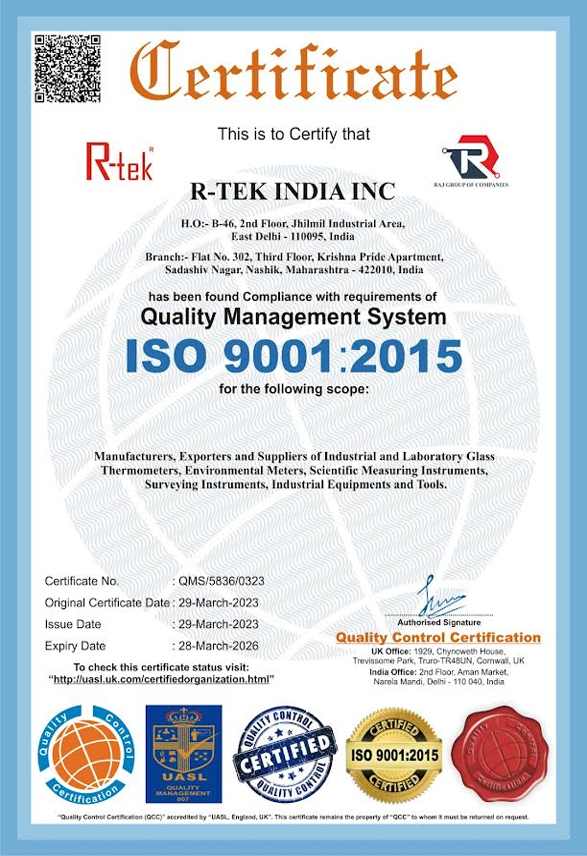 Certificate
This is to Certify that
R-tek®
TR
RAJ GROUP OF COMPANIES
R-TEK INDIA INC
H.O:- B-46, 2nd Floor, Jhilmil Industrial Area,
East Delhi - 110095, India
Branch:- Flat No. 302, Third Floor, Krishna Pride Apartment,
Sadashiv Nagar, Nashik, Maharashtra - 422010, India
has been found Compliance with requirements of
Quality Management System
ISO 9001:2015
for the following scope:
Manufacturers, Exporters and Suppliers of Industrial and Laboratory Glass
Thermometers, Environmental Meters, Scientific Measuring Instruments,
Surveying Instruments, Industrial Equipments and Tools.
Certificate No. : QMS/5836/0323
Original Certificate Date : 29-March-2023
Issue Date : 29-March-2023
Expiry Date : 28-March-2026
To check this certificate status visit:
“http://uasl.uk.com/certifiedorganization.html”
Authorised Signature
Quality Control Certification
UK Office: 1929, Chynoweth House,
Trevissome Park, Truro-TR48UN, Cornwall, UK
India Office: 2nd Floor, Aman Market,
Narela Mandi, Delhi - 110 040, India
Quality Control
Certification
UASL
QUALITY
MANAGEMENT
007
QUALITY CONTROL
CERTIFIED
QUALITY CONTROL
CERTIFIED
ISO 9001:2015
CERTIFIED
Quality Control
Certification
“Quality Control Certification (QCC)” accredited by “UASL, England, UK”. This certificate remains the property of “QCC” to whom it must be returned on request.